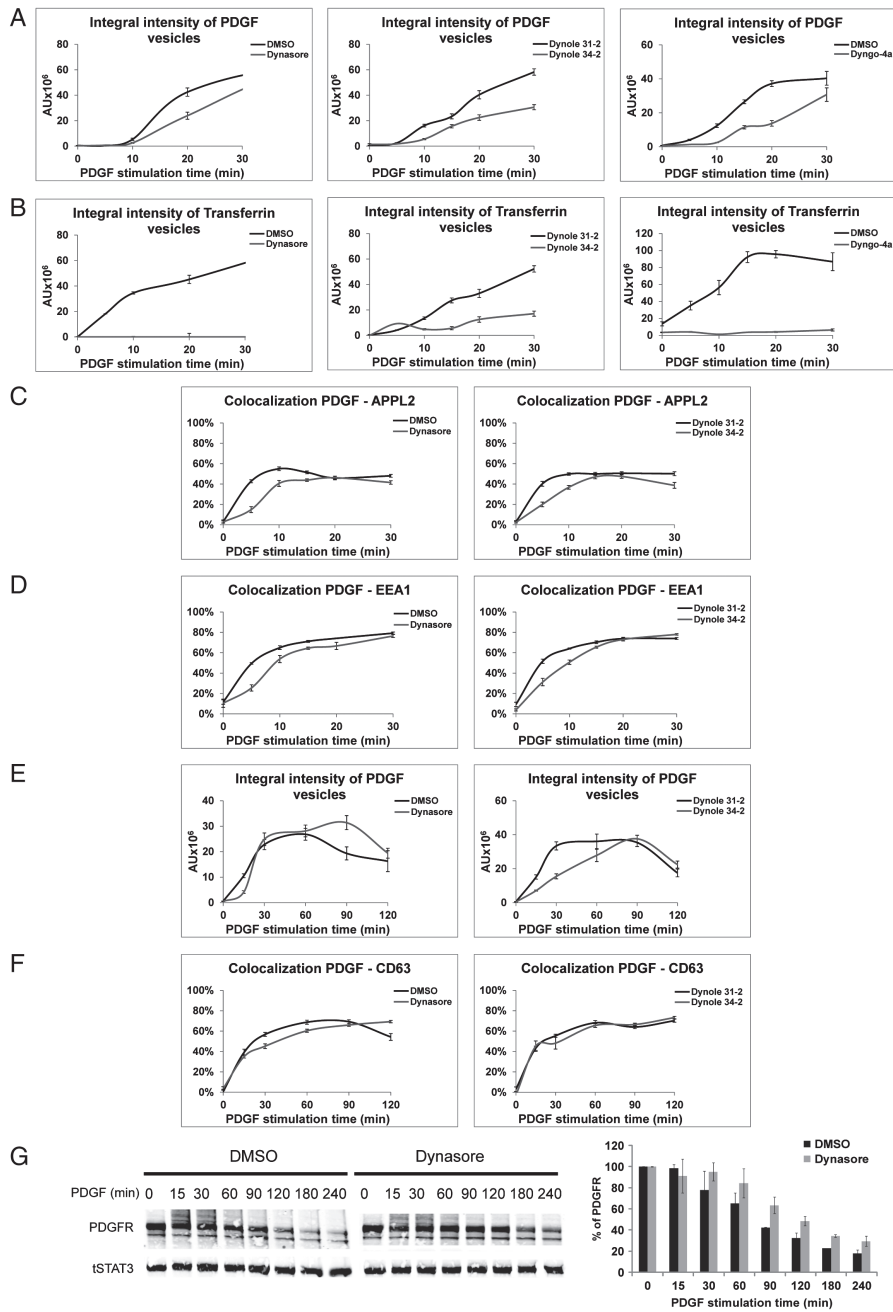 A
Integral intensity of PDGF
vesicles
DMSO
Dynasore
AUx10⁶
80
60
40
20
0
0 10 20 30
PDGF stimulation time (min)
Integral intensity of PDGF
vesicles
Dynole 31-2
Dynole 34-2
AUx10⁶
80
60
40
20
0
0 10 20 30
PDGF stimulation time (min)
Integral intensity of PDGF
vesicles
DMSO
Dyngo-4a
AUx10⁶
60
40
20
0
0 10 20 30
PDGF stimulation time (min)
B
Integral intensity of Transferrin
vesicles
DMSO
Dynasore
AUx10⁶
80
60
40
20
0
0 10 20 30
PDGF stimulation time (min)
Integral intensity of Transferrin
vesicles
Dynole 31-2
Dynole 34-2
AUx10⁶
80
60
40
20
0
0 10 20 30
PDGF stimulation time (min)
Integral intensity of Transferrin
vesicles
DMSO
Dyngo-4a
AUx10⁶
120
100
80
60
40
20
0
0 10 20 30
PDGF stimulation time (min)
C
Colocalization PDGF - APPL2
DMSO
Dynasore
100%
80%
60%
40%
20%
0%
0 10 20 30
PDGF stimulation time (min)
Colocalization PDGF - APPL2
Dynole 31-2
Dynole 34-2
100%
80%
60%
40%
20%
0%
0 10 20 30
PDGF stimulation time (min)
D
Colocalization PDGF - EEA1
DMSO
Dynasore
100%
80%
60%
40%
20%
0%
0 10 20 30
PDGF stimulation time (min)
Colocalization PDGF - EEA1
Dynole 31-2
Dynole 34-2
100%
80%
60%
40%
20%
0%
0 10 20 30
PDGF stimulation time (min)
E
Integral intensity of PDGF
vesicles
DMSO
Dynasore
AUx10⁶
40
30
20
10
0
0 30 60 90 120
PDGF stimulation time (min)
Integral intensity of PDGF
vesicles
Dynole 31-2
Dynole 34-2
AUx10⁶
60
40
20
0
0 30 60 90 120
PDGF stimulation time (min)
F
Colocalization PDGF - CD63
DMSO
Dynasore
100%
80%
60%
40%
20%
0%
0 30 60 90 120
PDGF stimulation time (min)
Colocalization PDGF - CD63
Dynole 31-2
Dynole 34-2
100%
80%
60%
40%
20%
0%
0 30 60 90 120
PDGF stimulation time (min)
G
DMSO Dynasore
PDGF (min) 0 15 30 60 90 120 180 240 0 15 30 60 90 120 180 240
PDGFR
tSTAT3
DMSO
Dynasore
% of PDGFR
120
100
80
60
40
20
0
0 15 30 60 90 120 180 240
PDGF stimulation time (min)